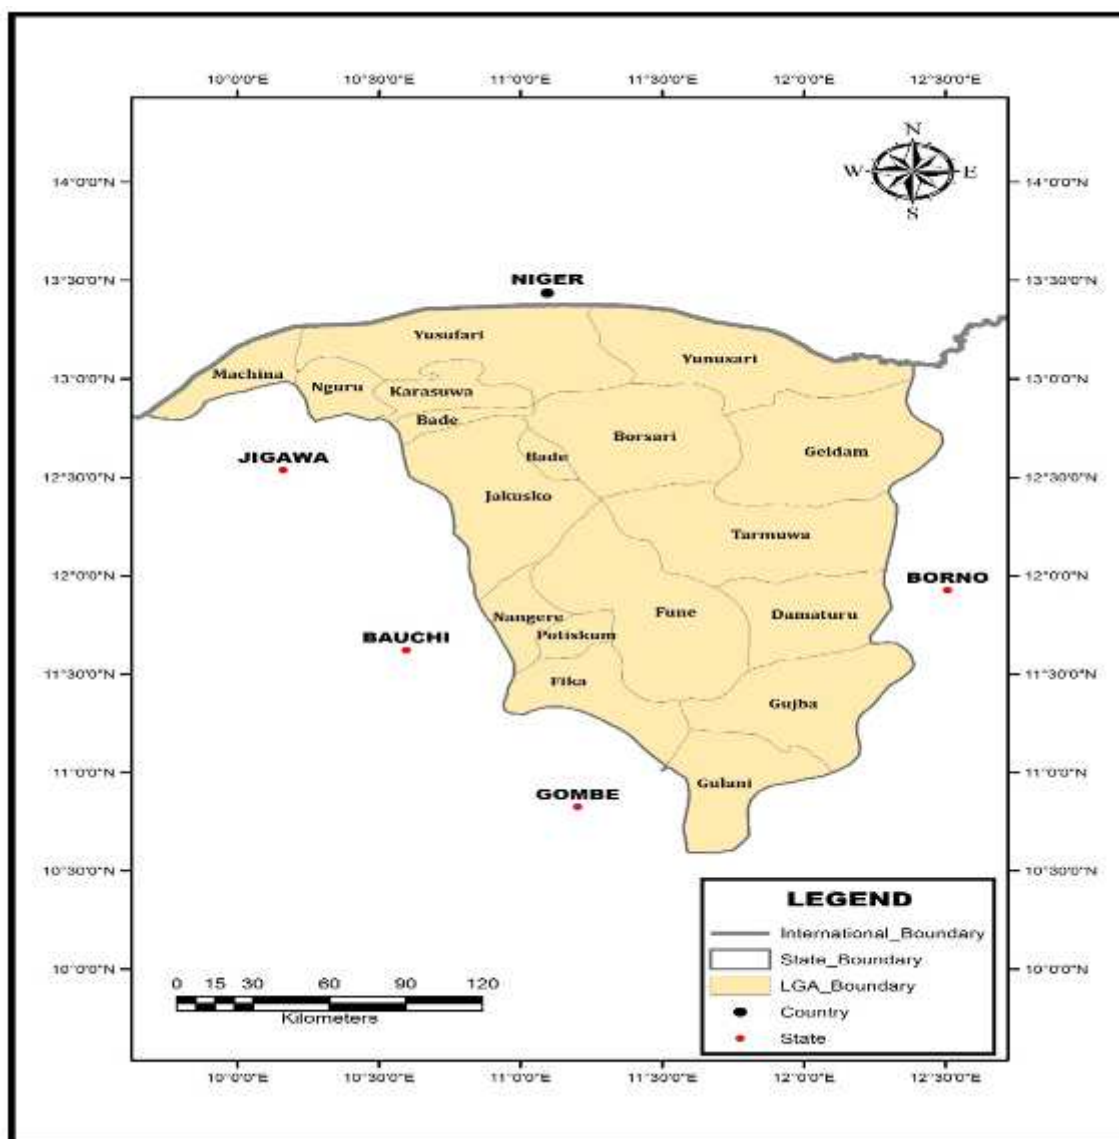 10°0'0"E 10°30'0"E 11°0'0"E 11°30'0"E 12°0'0"E 12°30'0"E
N
W E
S
14°0'0"N 14°0'0"N
13°30'0"N 13°30'0"N
NIGER
Yusufari
Yunusari
Machina
13°0'0"N 13°0'0"N
Nguru
Karasuwa
Bade
Borsari
Geidam
JIGAWA
Bade
12°30'0"N 12°30'0"N
Jakusko
Tarmuwa
12°0'0"N 12°0'0"N
BORNO
Nangere
Fune
Damaturu
BAUCHI
Potiskum
11°30'0"N 11°30'0"N
Fika
Gujba
11°0'0"N 11°0'0"N
Gulani
GOMBE
10°30'0"N 10°30'0"N
LEGEND
International_Boundary
State_Boundary
LGA_Boundary
Country
State
10°0'0"N 10°0'0"N
0 15 30 60 90 120
Kilometers
10°0'0"E 10°30'0"E 11°0'0"E 11°30'0"E 12°0'0"E 12°30'0"E